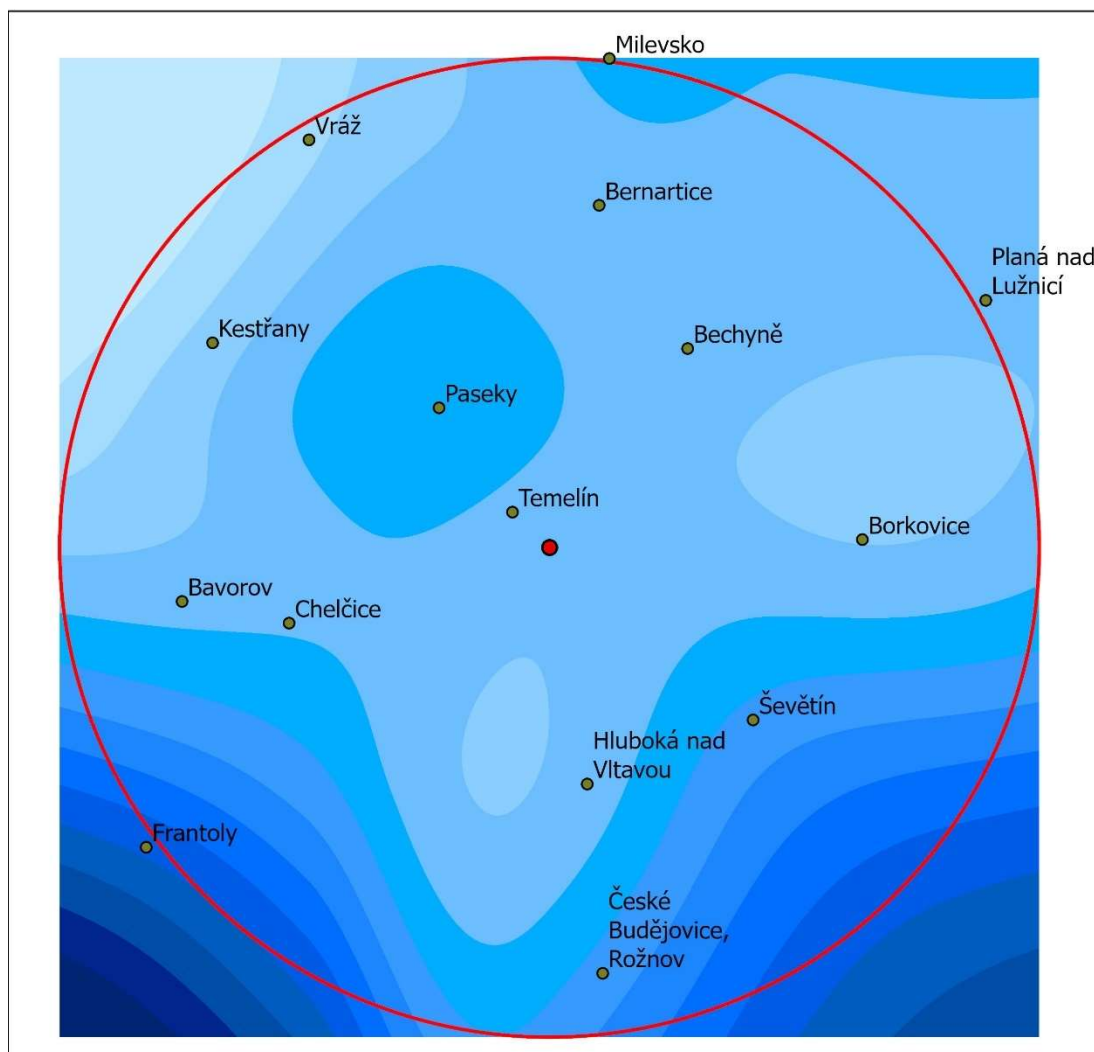 Milevsko
Vráž
Bernartice
Planá nad
Lužnicí
Kestřany
Bechyně
Paseky
Temelín
Borkovice
Bavorov
Chelčice
Ševětín
Hluboká nad
Vltavou
Frantoly
České
Budějovice,
Rožnov